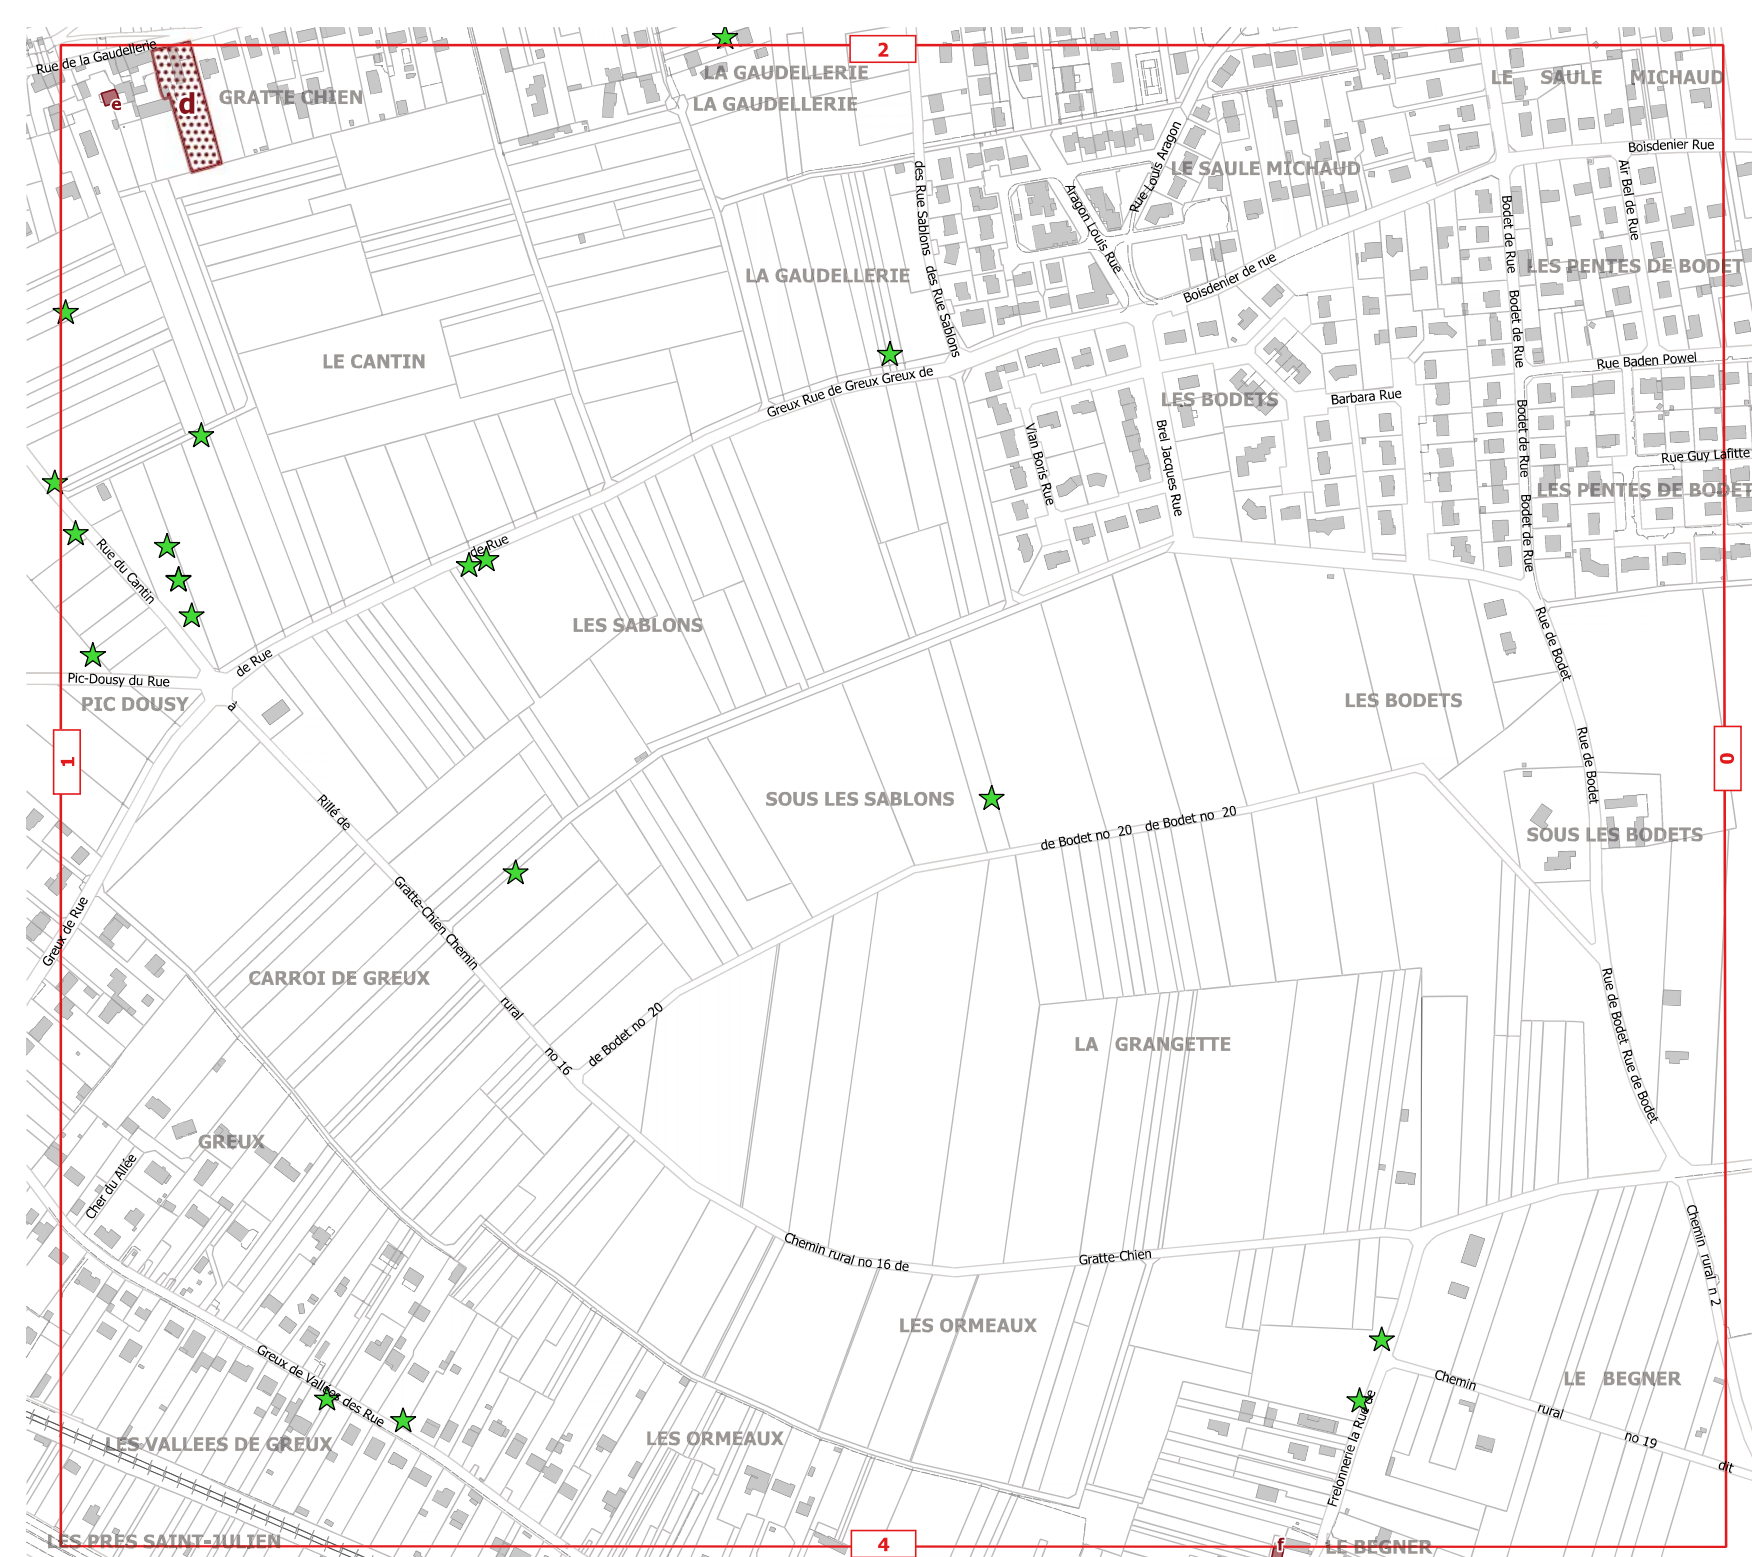 Rue de la Gaudellerie
2
LA GAUDELLERIE
LE SAULE MICHAUD
e
d
GRATTE CHIEN
LA GAUDELLERIE
Boisdenier Rue
LE SAULE MICHAUD
Rue Louis Aragon
Aragon Louis Rue
des Rue Sablons
des Rue Sablons
Air Bel de Rue
Bodet de Rue
LA GAUDELLERIE
Boisdenier de rue
LES PENTES DE BODET
Bodet de Rue
LE CANTIN
Rue Baden Powel
Greux Rue de Greux Greux de
LES BODETS
Barbara Rue
Bodet de Rue
Vian Boris Rue
Brel Jacques Rue
Rue Guy Lafitte
LES PENTES DE BODET
Bodet de Rue
de Rue
Rue du Cantin
LES SABLONS
Rue de Bodet
de Rue
Pic-Dousy du Rue
PIC DOUSY
LES BODETS
1
0
Rue de Bodet
Rillé de
SOUS LES SABLONS
de Bodet no 20
de Bodet no 20
SOUS LES BODETS
Greux de Rue
Gratte-Chien Chemin
CARROI DE GREUX
rural
no 16
de Bodet no 20
LA GRANGETTE
Rue de Bodet
Rue de Bodet
GREUX
Cher du Allée
Chemin rural no 16 de
Gratte-Chien
Chemin rural n 2
LES ORMEAUX
Greux de Vallées des Rue
Chemin
rural
no 19
dit
LE BEGNER
Frelonnerie la Rue de
LES VALLEES DE GREUX
LES ORMEAUX
LES PRES SAINT-JULIEN
4
f
LE BEGNER